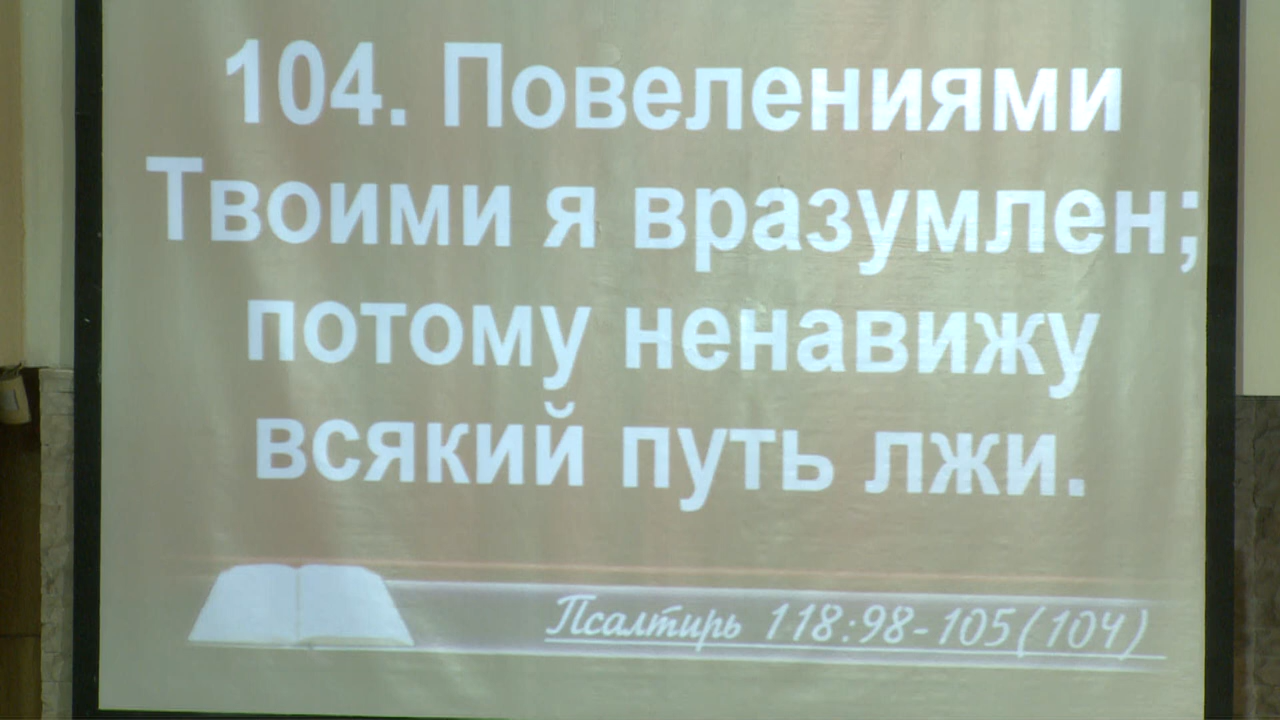 104. Повелениями
Твоими я вразумлен;
потому ненавижу
всякий путь лжи.
Псалтирь 118:98-105(104)